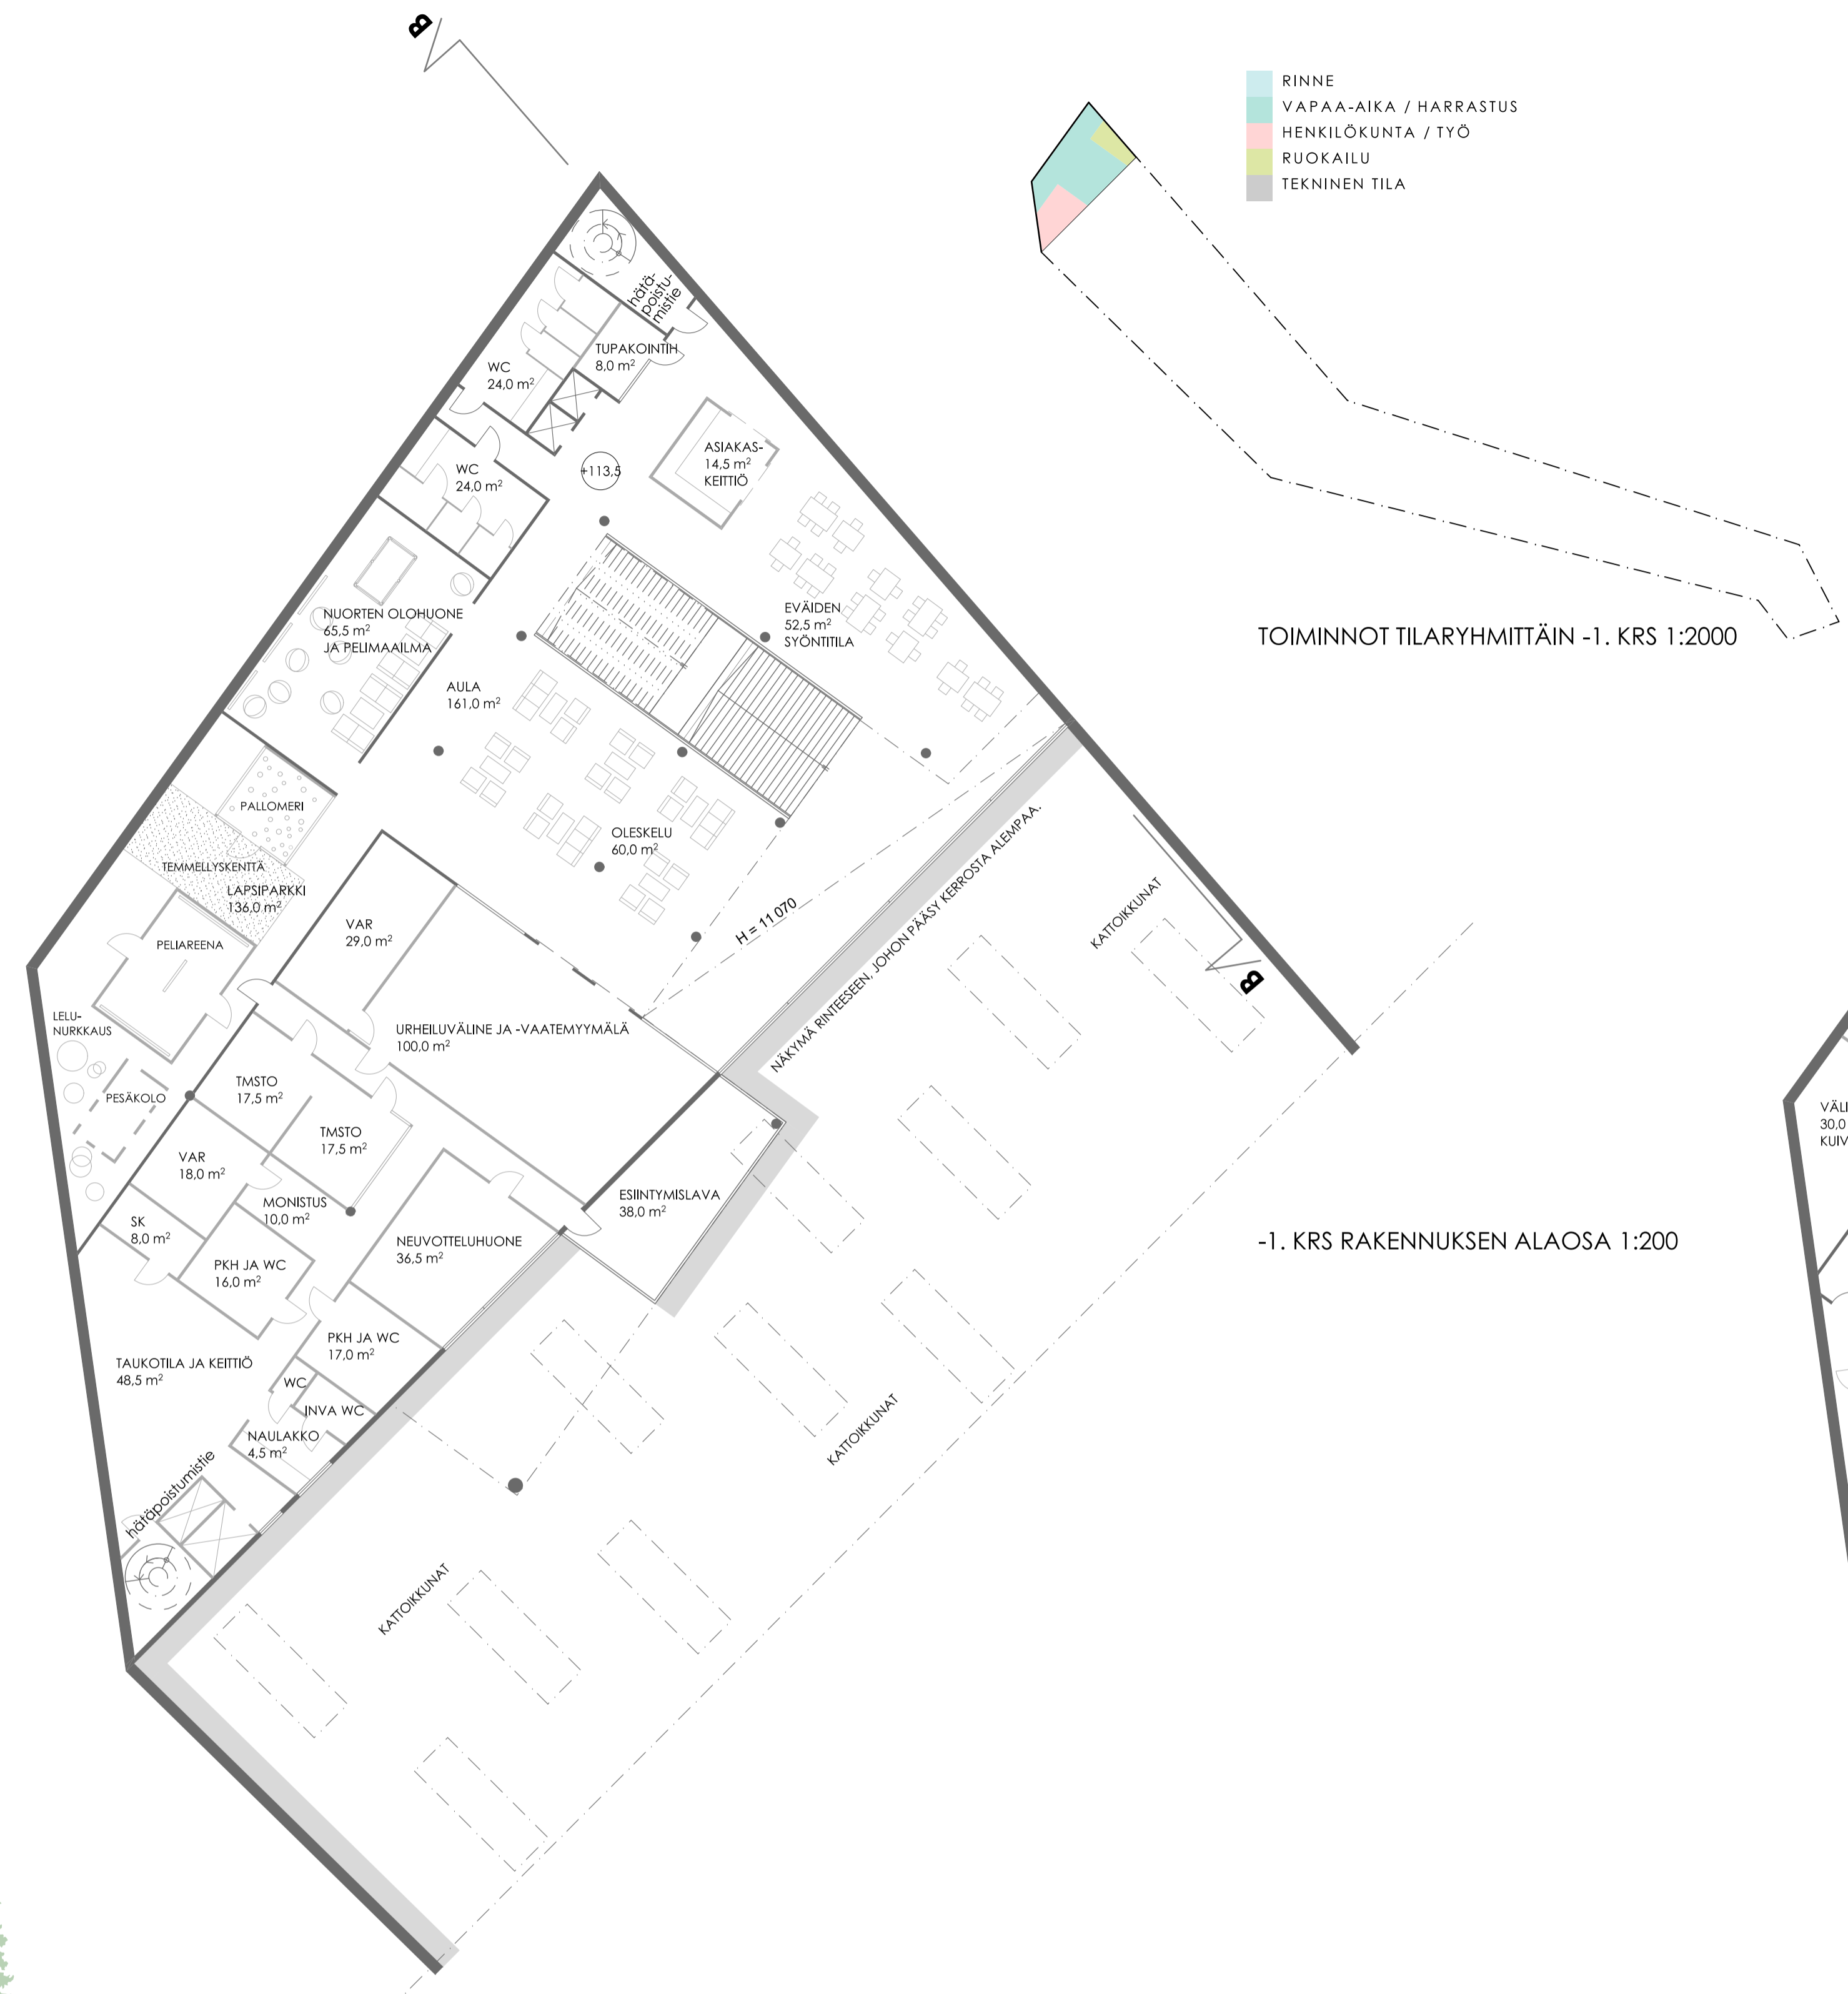 B
RINNE
VAPAA-AIKA / HARRASTUS
HENKILÖKUNTA / TYÖ
RUOKAILU
TEKNINEN TILA
TOIMINNOT TILARYHMITTÄIN -1. KRS 1:2000
hätä-
poistu-
mistie
TUPAKOINTIH
8,0 m²
WC
24,0 m²
WC
24,0 m²
+113,5
ASIAKAS-
14,5 m²
KEITTIÖ
EVÄIDEN
52,5 m²
SYÖNTITILA
NUORTEN OLOHUONE
65,5 m²
JA PELIMAAILMA
AULA
161,0 m²
PALLOMERI
TEMMELLYSKENTTÄ
LAPSIPARKKI
136,0 m²
OLESKELU
60,0 m²
H = 11 070
NÄKYMÄ RINTEESEEN, JOHON PÄÄSY KERROSTA ALEMPAA.
KATTOIKKUNAT
B
VAR
29,0 m²
PELIAREENA
LELU-
NURKKAUS
URHEILUVÄLINE JA -VAATEMYYMÄLÄ
100,0 m²
PESÄKOLO
TMSTO
17,5 m²
TMSTO
17,5 m²
VAR
18,0 m²
MONISTUS
10,0 m²
SK
8,0 m²
PKH JA WC
16,0 m²
NEUVOTTELUHUONE
36,5 m²
ESIINTYMISLAVA
38,0 m²
-1. KRS RAKENNUKSEN ALAOSA 1:200
VÄLI
30,0
KUIV
PKH JA WC
17,0 m²
TAUKOTILA JA KEITTIÖ
48,5 m²
WC
INVA WC
NAULAKKO
4,5 m²
hätäpoistumistie
KATTOIKKUNAT
KATTOIKKUNAT